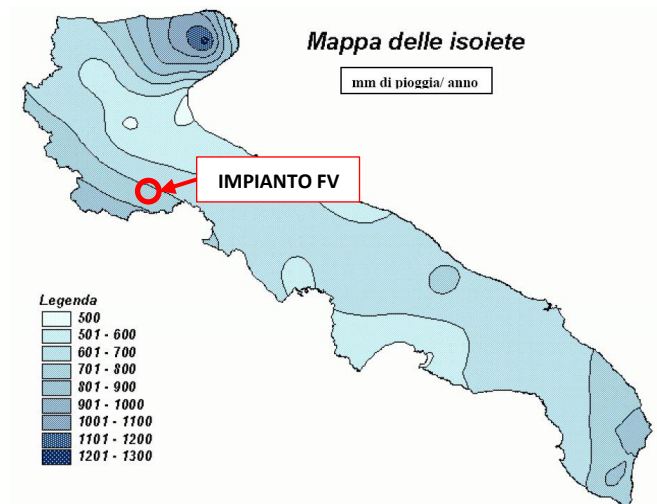 Mappa delle isoiete
mm di pioggia/ anno
IMPIANTO FV
Legenda
500
501 - 600
601 - 700
701 - 800
801 - 900
901 - 1000
1001 - 1100
1101 - 1200
1201 - 1300